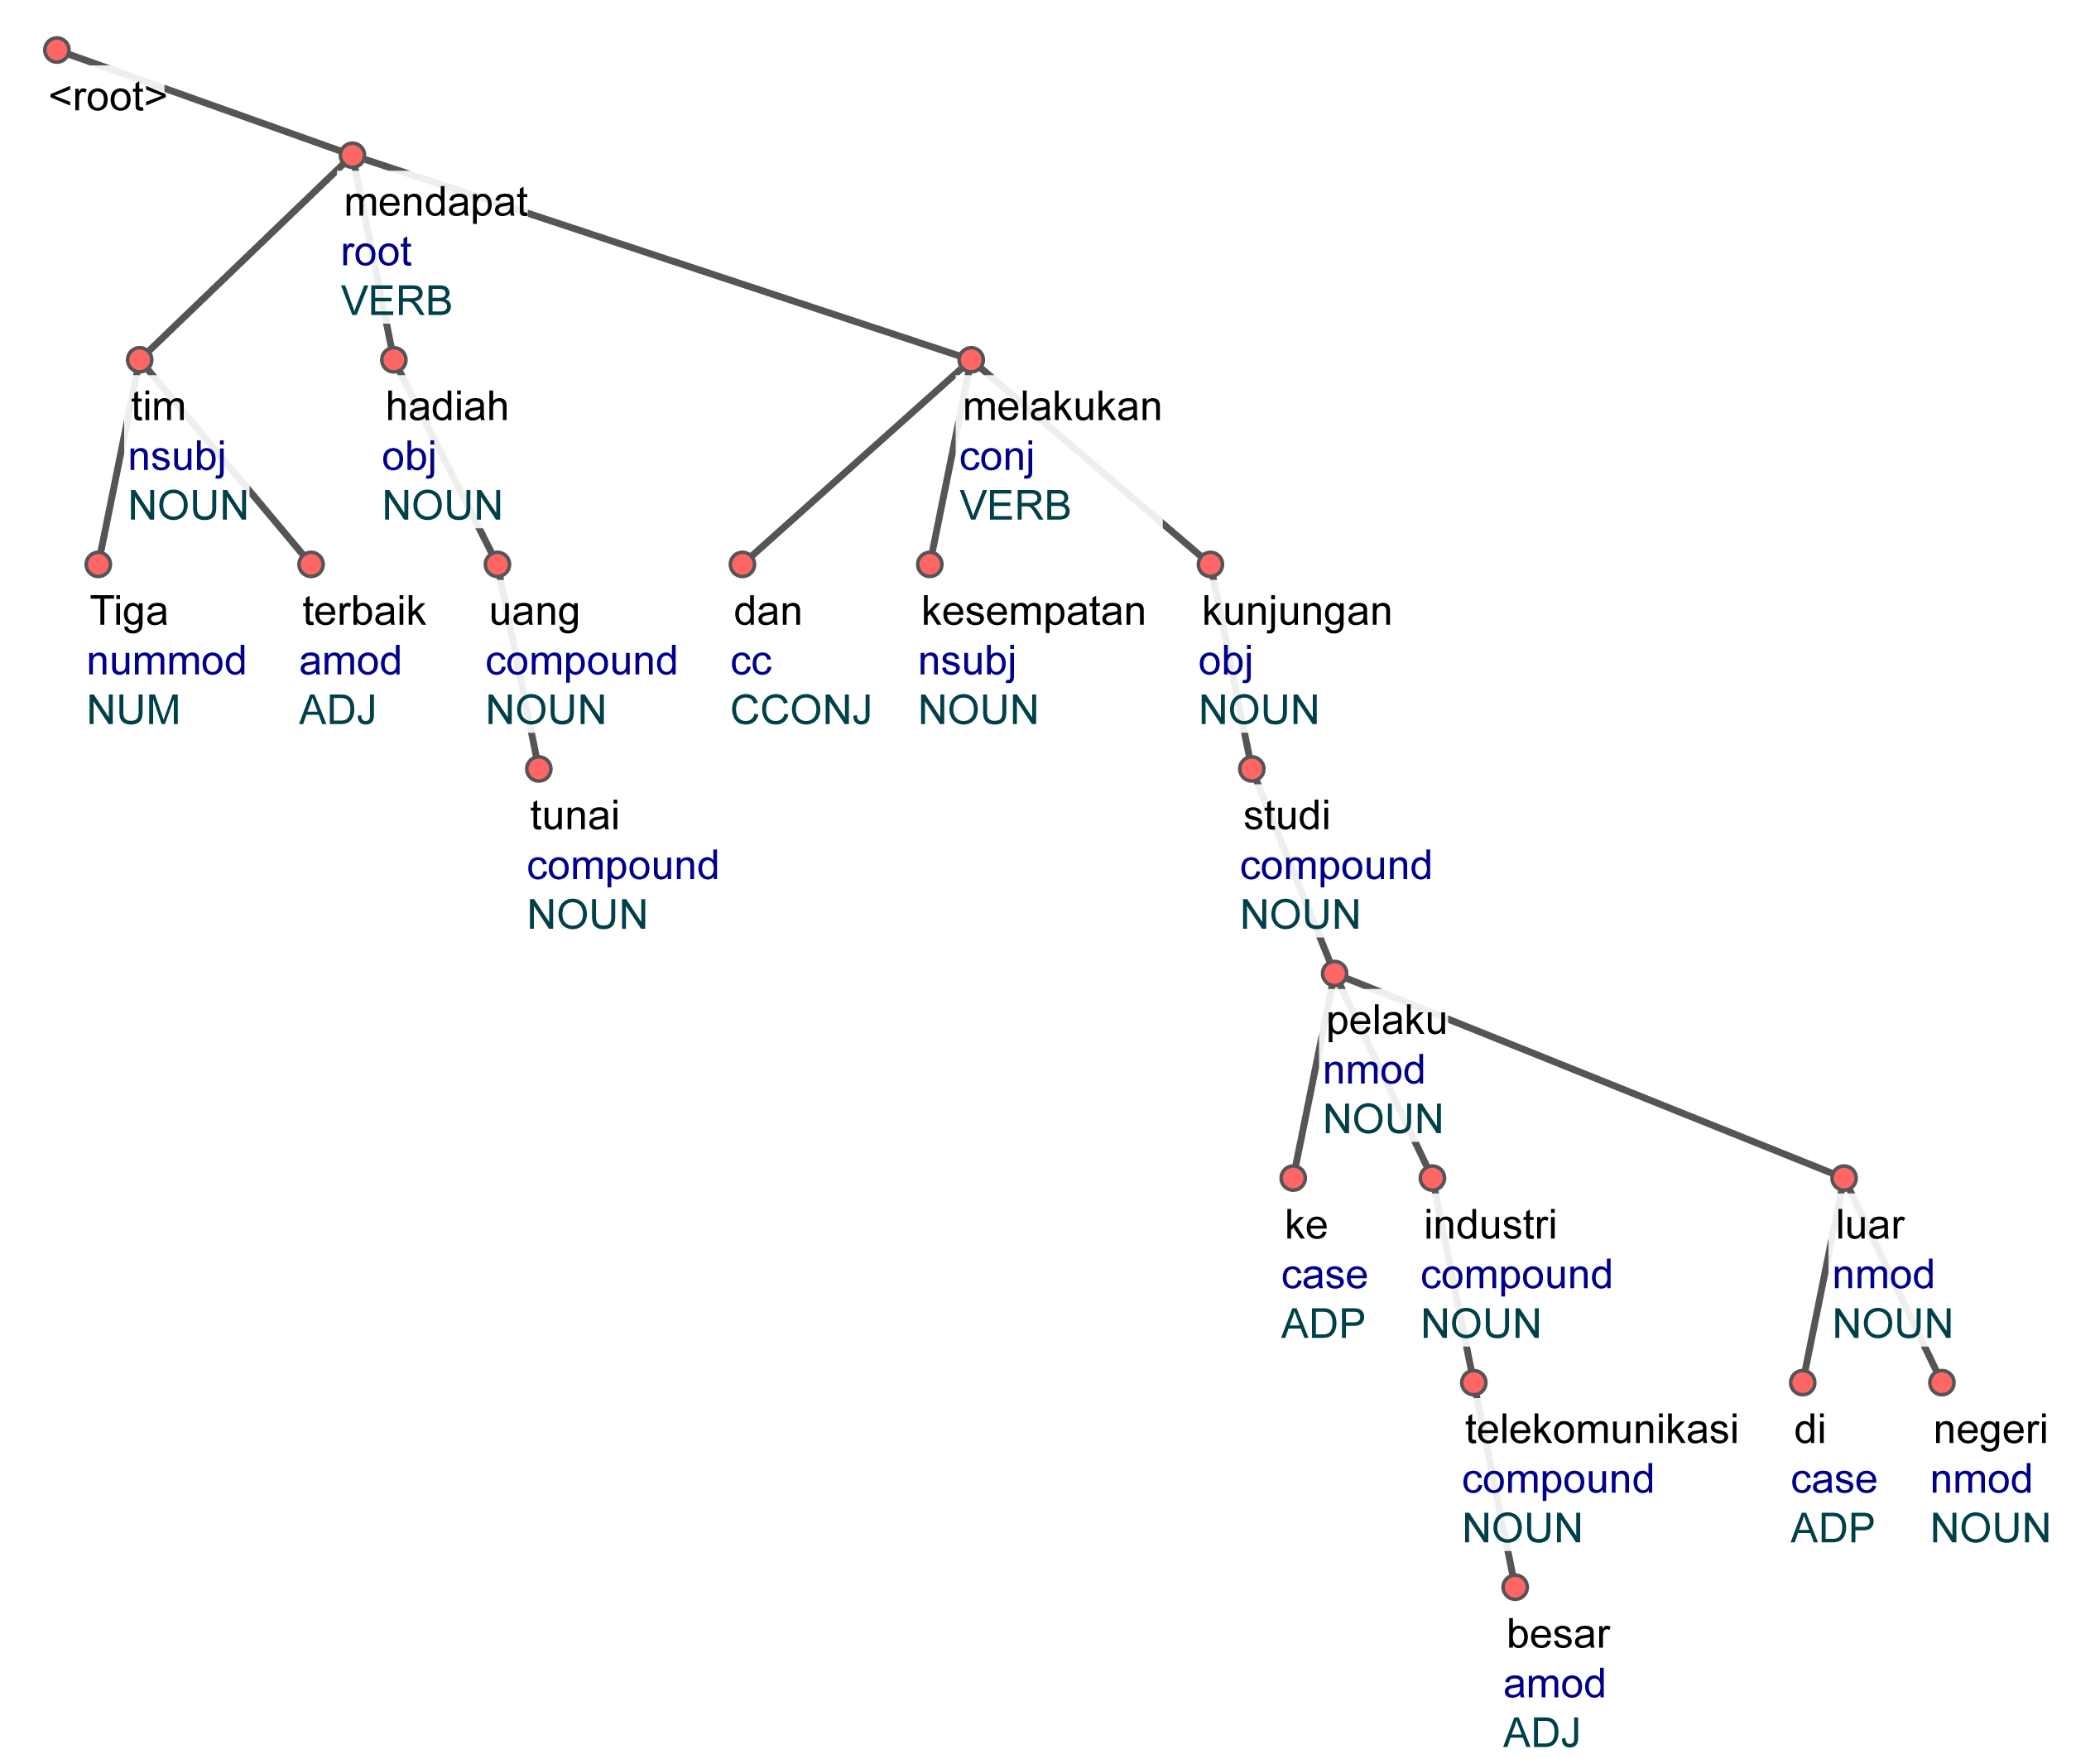 <root>
mendapat
root
VERB
tim
nsubj
NOUN
hadiah
obj
NOUN
melakukan
conj
VERB
Tiga
nummod
NUM
terbaik
amod
ADJ
uang
compound
NOUN
dan
cc
CCONJ
kesempatan
nsubj
NOUN
kunjungan
obj
NOUN
tunai
compound
NOUN
studi
compound
NOUN
pelaku
nmod
NOUN
ke
case
ADP
industri
compound
NOUN
luar
nmod
NOUN
telekomunikasi
compound
NOUN
di
case
ADP
negeri
nmod
NOUN
besar
amod
ADJ